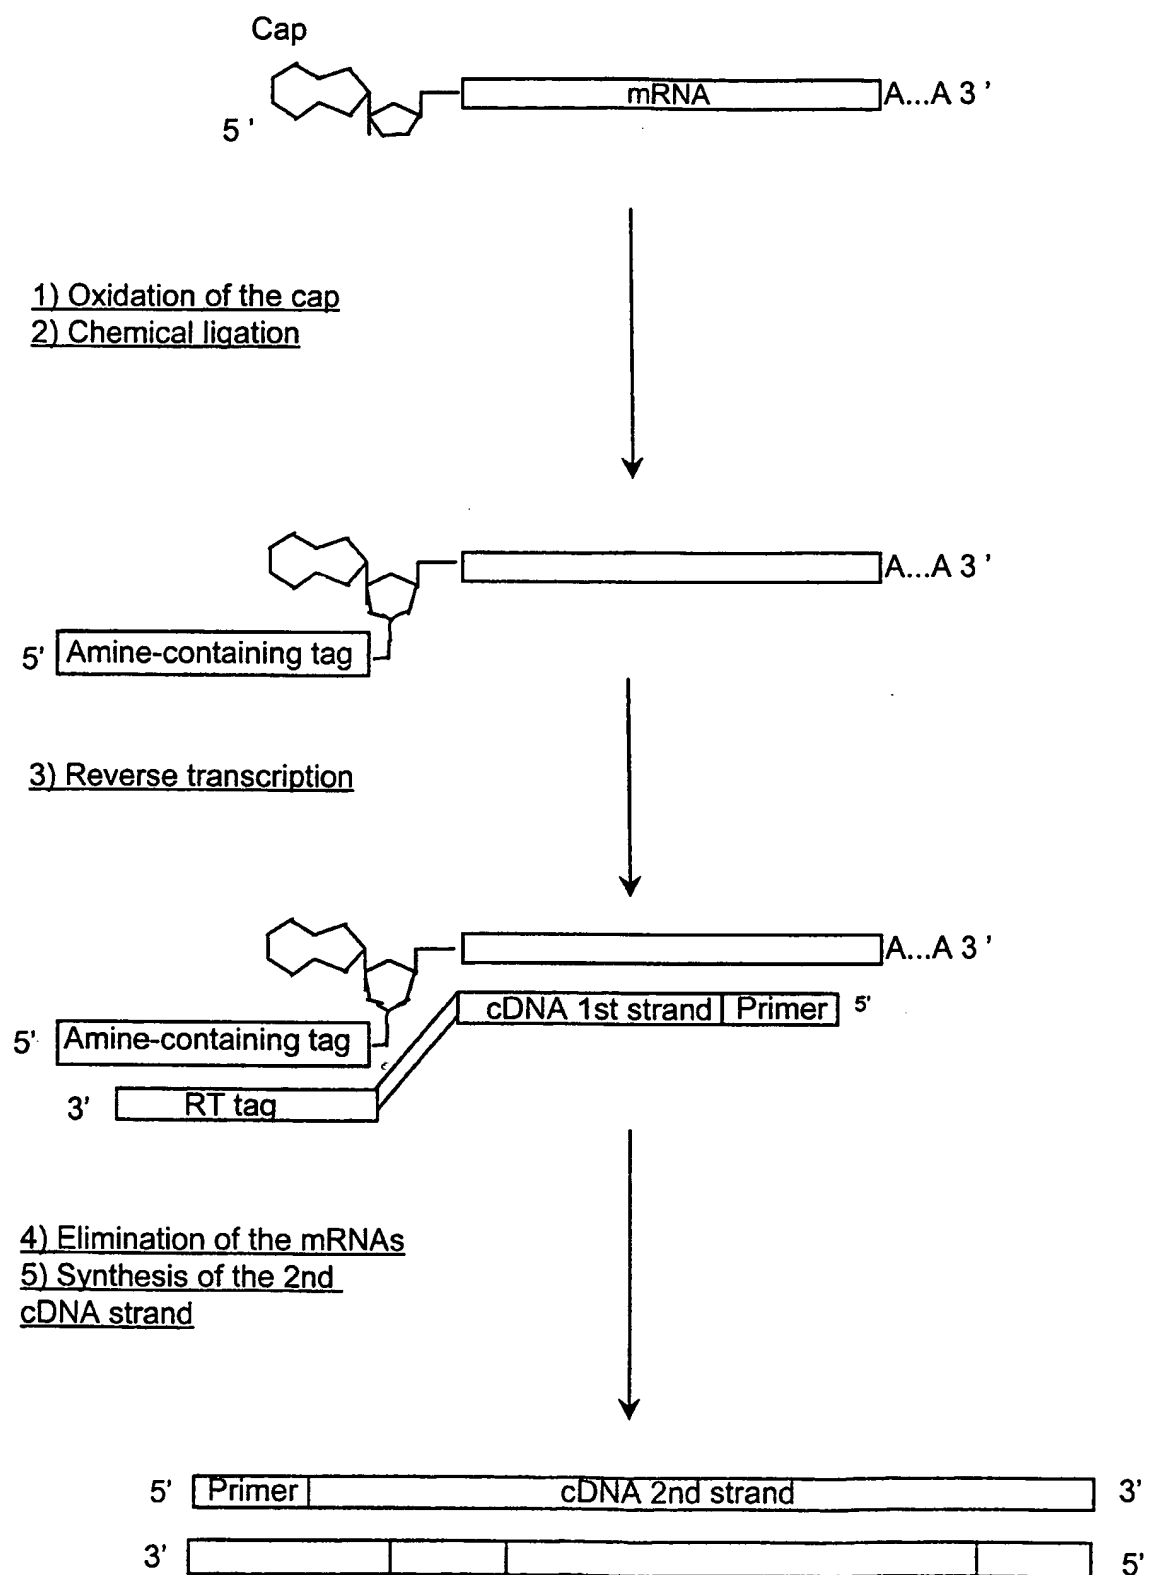 Cap
5 '
mRNA
A...A 3 '
1) Oxidation of the cap
2) Chemical ligation
A...A 3 '
5' Amine-containing tag
3) Reverse transcription
A...A 3 '
cDNA 1st strand Primer 5'
5' Amine-containing tag
3' RT tag
4) Elimination of the mRNAs
5) Synthesis of the 2nd
cDNA strand
5' Primer cDNA 2nd strand 3'
3' 5'